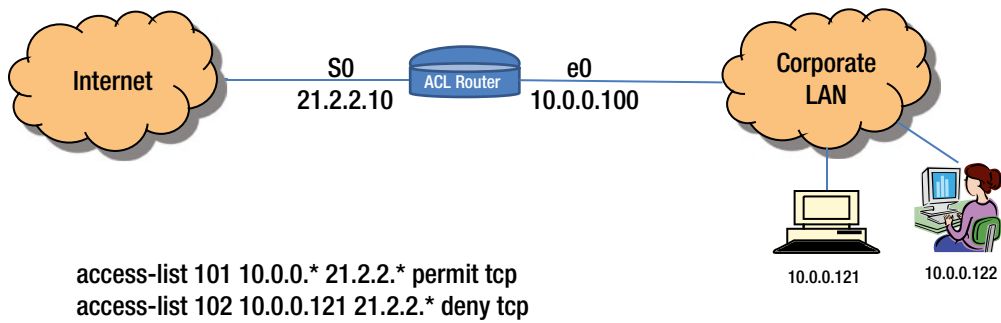 Internet
S0
21.2.2.10
ACL Router
e0
10.0.0.100
Corporate
LAN
10.0.0.121
10.0.0.122
access-list 101 10.0.0.* 21.2.2.* permit tcp
access-list 102 10.0.0.121 21.2.2.* deny tcp